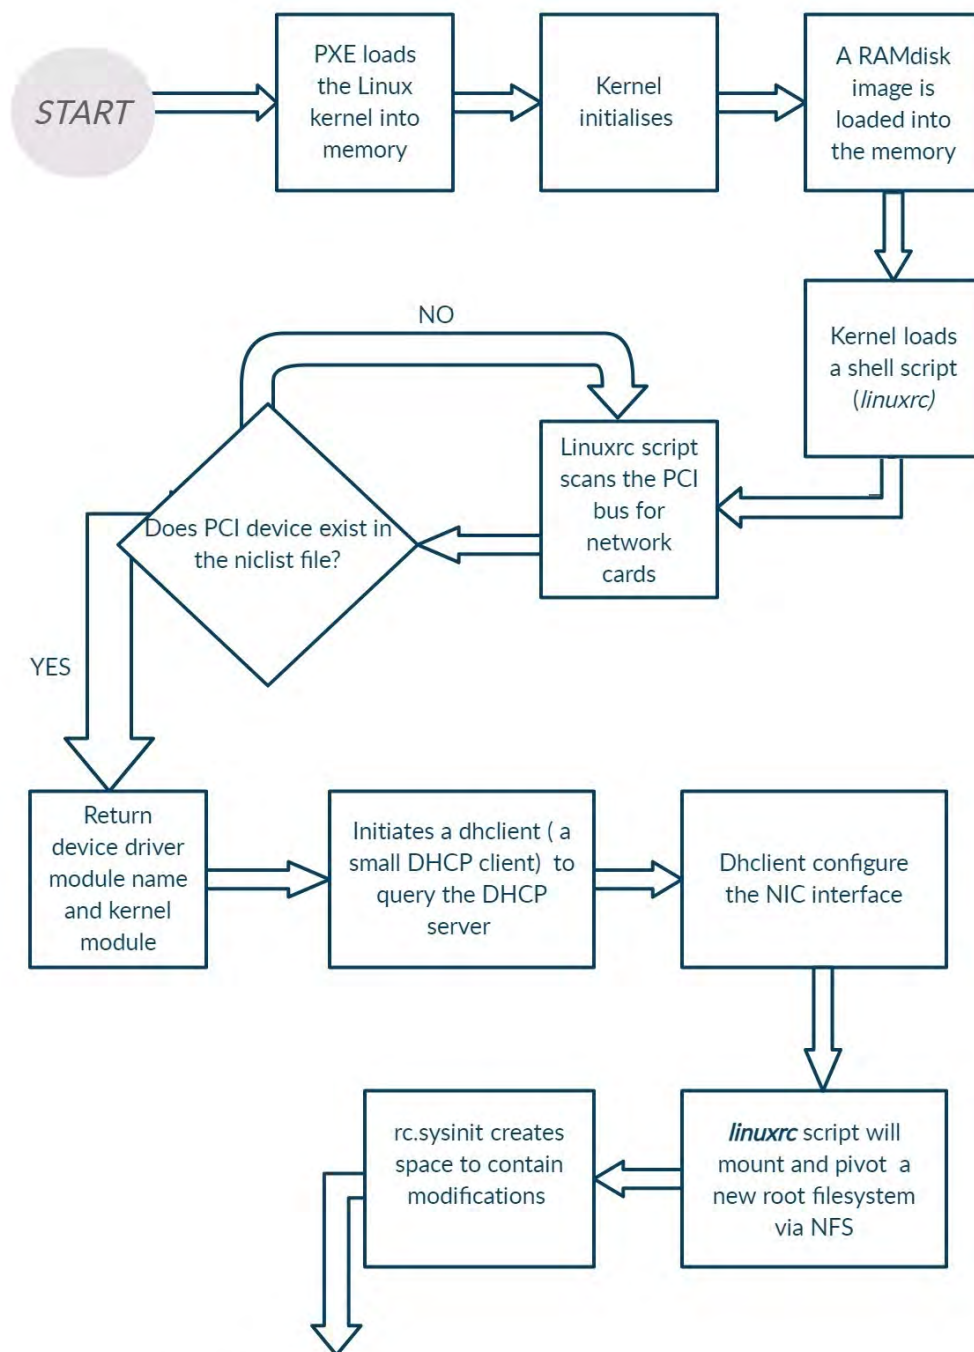 START
PXE loads
the Linux
kernel into
memory
Kernel
initialises
A RAMdisk
image is
loaded into
the memory
Kernel loads
a shell script
(linuxrc)
NO
Linuxrc script
scans the PCI
bus for
network
cards
Does PCI device exist in
the niclist file?
YES
Return
device driver
module name
and kernel
module
Initiates a dhclient ( a
small DHCP client)  to
query the DHCP
server
Dhclient configure
the NIC interface
linuxrc script will
mount and pivot  a
new root filesystem
via NFS
rc.sysinit creates
space to contain
modifications